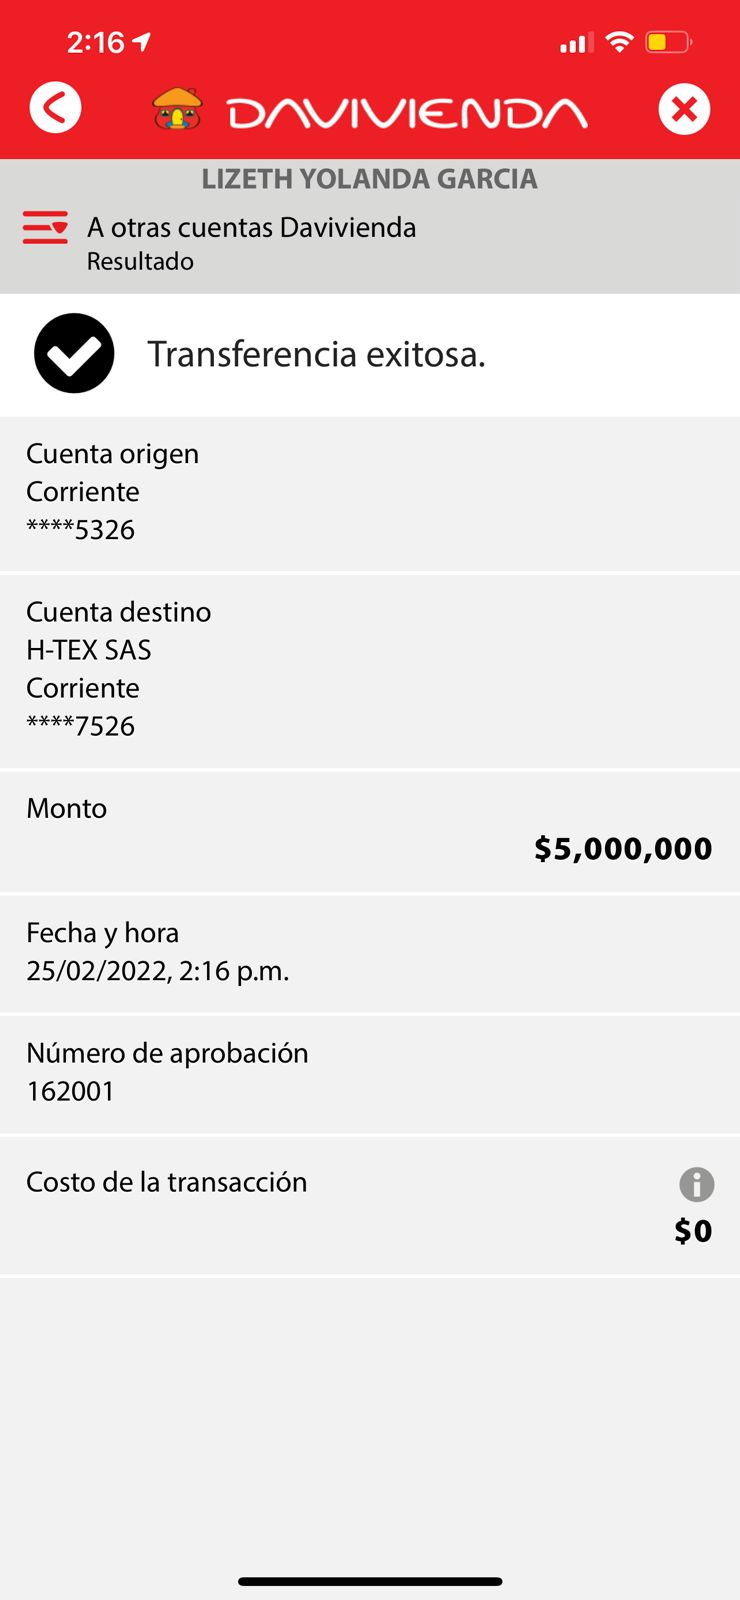 2:16
DAVIVIENDA
LIZETH YOLANDA GARCIA
A otras cuentas Davivienda
Resultado
Transferencia exitosa.
Cuenta origen
Corriente
****5326
Cuenta destino
H-TEX SAS
Corriente
****7526
Monto
$5,000,000
Fecha y hora
25/02/2022, 2:16 p.m.
Número de aprobación
162001
Costo de la transacción
$0